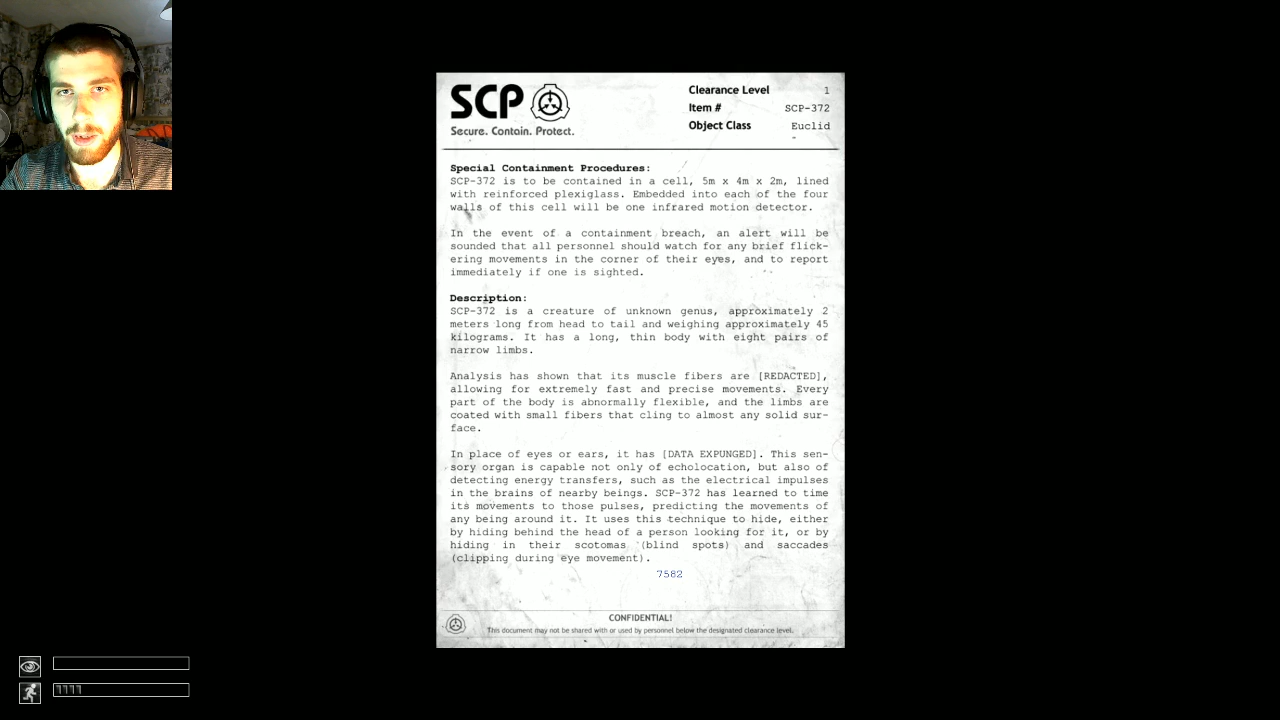 SCP
Secure. Contain. Protect.
Clearance Level 1
Item # SCP-372
Object Class Euclid
-
Special Containment Procedures:
SCP-372 is to be contained in a cell, 5m x 4m x 2m, lined
with reinforced plexiglass. Embedded into each of the four
walls of this cell will be one infrared motion detector.
In the event of a containment breach, an alert will be
sounded that all personnel should watch for any brief flick-
ering movements in the corner of their eyes, and to report
immediately if one is sighted.
Description:
SCP-372 is a creature of unknown genus, approximately 2
meters long from head to tail and weighing approximately 45
kilograms. It has a long, thin body with eight pairs of
narrow limbs.
Analysis has shown that its muscle fibers are [REDACTED],
allowing for extremely fast and precise movements. Every
part of the body is abnormally flexible, and the limbs are
coated with small fibers that cling to almost any solid sur-
face.
In place of eyes or ears, it has [DATA EXPUNGED]. This sen-
sory organ is capable not only of echolocation, but also of
detecting energy transfers, such as the electrical impulses
in the brains of nearby beings. SCP-372 has learned to time
its movements to those pulses, predicting the movements of
any being around it. It uses this technique to hide, either
by hiding behind the head of a person looking for it, or by
hiding in their scotomas (blind spots) and saccades
(clipping during eye movement).
7582
CONFIDENTIAL!
This document may not be shared with or used by personnel below the designated clearance level.